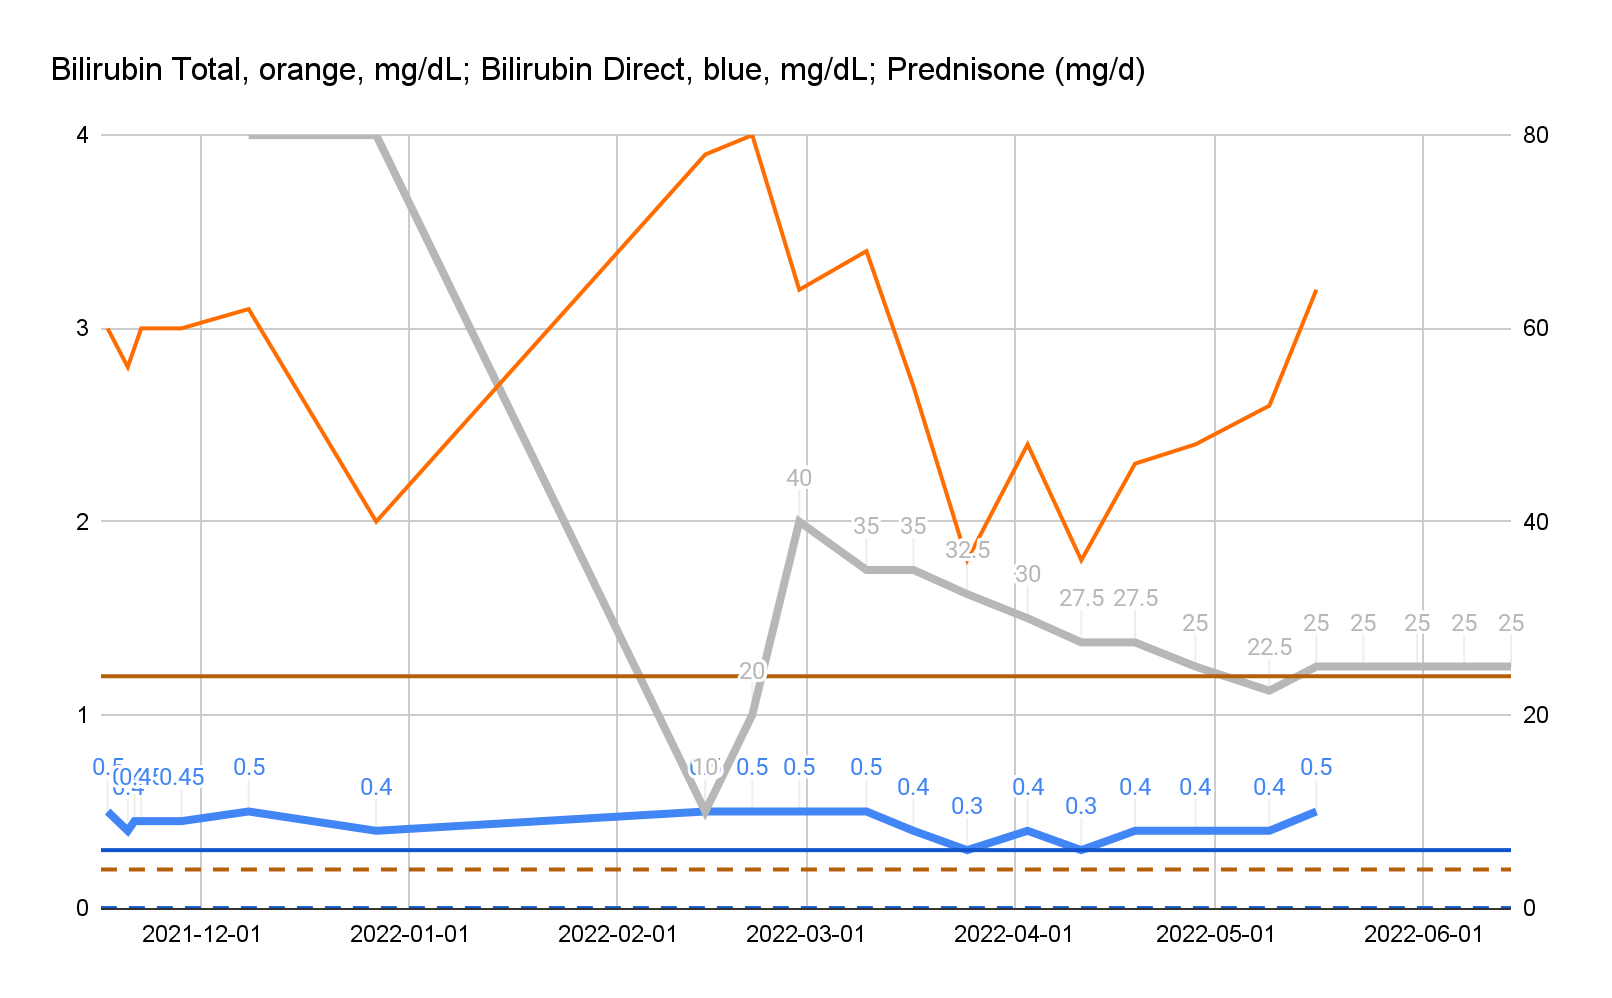 Bilirubin Total, orange, mg/dL; Bilirubin Direct, blue, mg/dL; Prednisone (mg/d)
4 80
3 60
40
35 35
2 32.5 40
30
27.5 27.5
25 25 25 25 25 25
22.5
20
1 20
0.5 0.4 0.45 0.45 0.5 0.4 10 0.5 0.5 0.5 0.4 0.3 0.4 0.3 0.4 0.4 0.4 0.5
0 0
2021-12-01 2022-01-01 2022-02-01 2022-03-01 2022-04-01 2022-05-01 2022-06-01